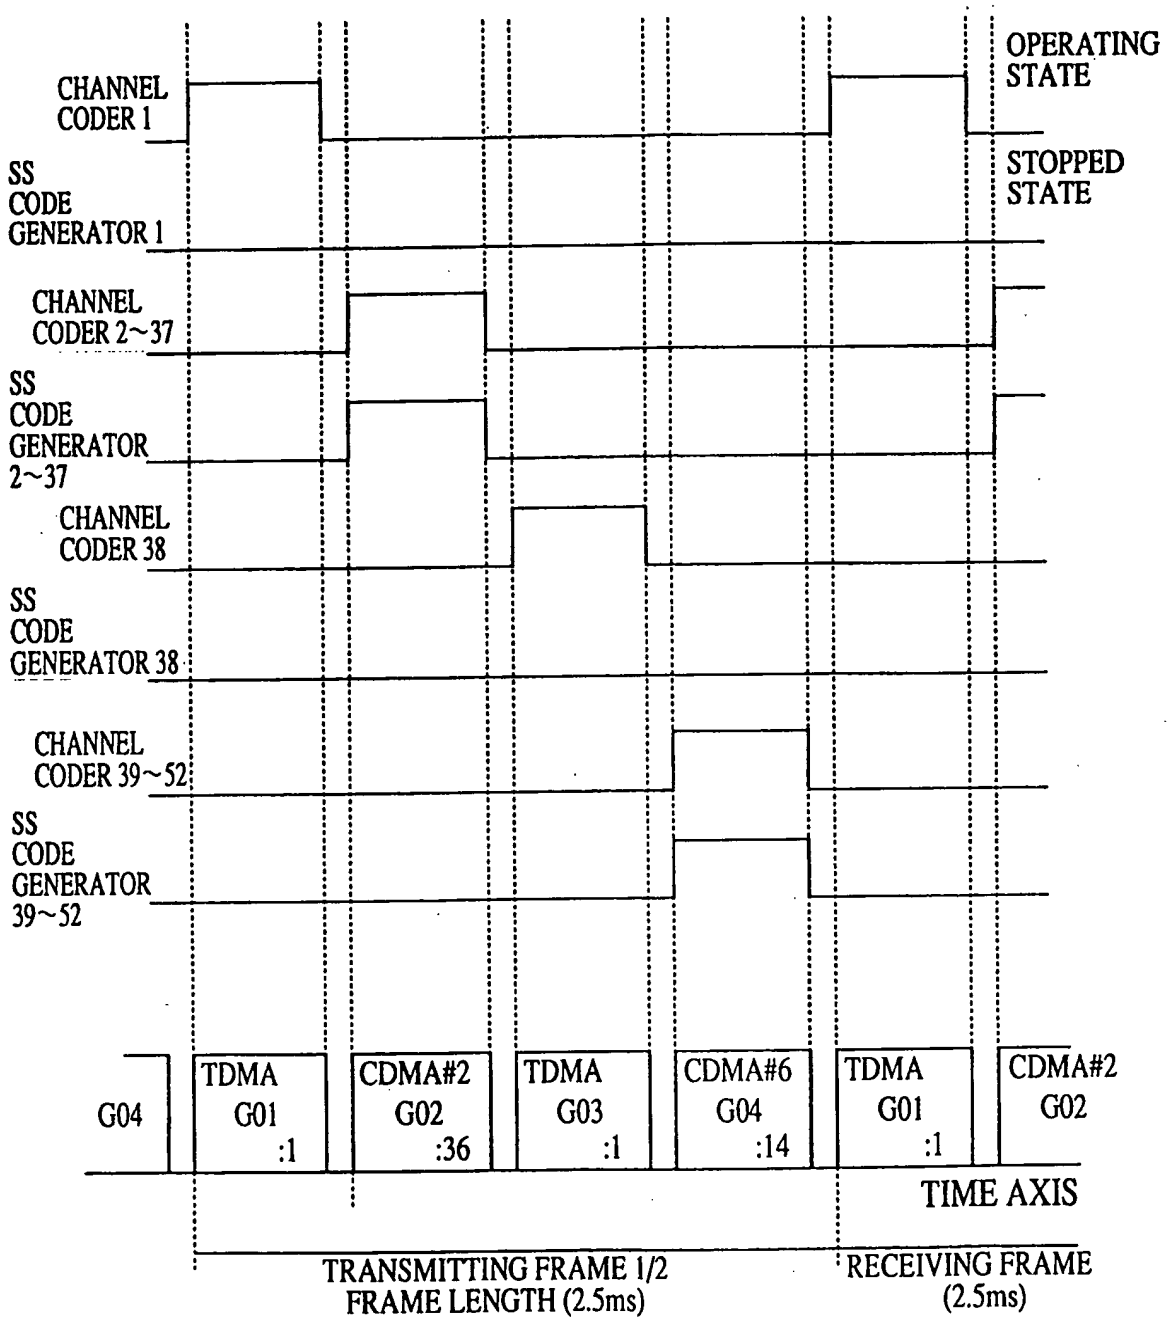 OPERATING
STATE
CHANNEL
CODER 1
STOPPED
STATE
SS
CODE
GENERATOR 1
CHANNEL
CODER 2~37
SS
CODE
GENERATOR
2~37
CHANNEL
CODER 38
SS
CODE
GENERATOR 38
CHANNEL
CODER 39~52
SS
CODE
GENERATOR
39~52
G04
TDMA
G01
:1
CDMA#2
G02
:36
TDMA
G03
:1
CDMA#6
G04
:14
TDMA
G01
:1
CDMA#2
G02
TIME AXIS
TRANSMITTING FRAME 1/2
FRAME LENGTH (2.5ms)
RECEIVING FRAME
(2.5ms)